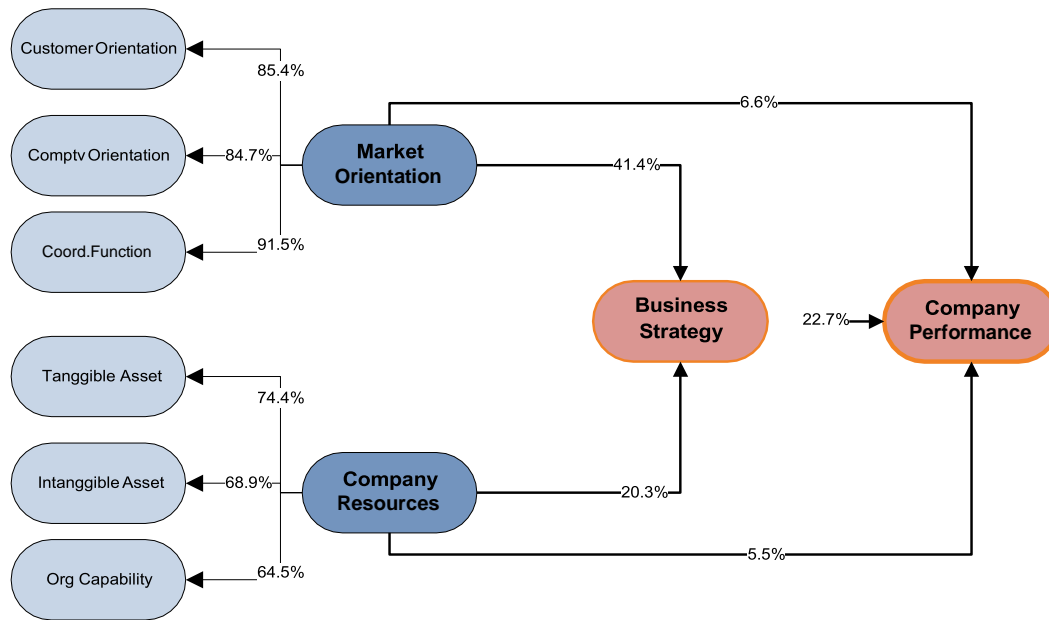 Customer Orientation
85.4%
6.6%
Comptv Orientation
84.7%
Market
Orientation
41.4%
Coord.Function
91.5%
Business
Strategy
22.7%
Company
Performance
Tanggible Asset
74.4%
Intanggible Asset
68.9%
Company
Resources
20.3%
5.5%
Org Capability
64.5%